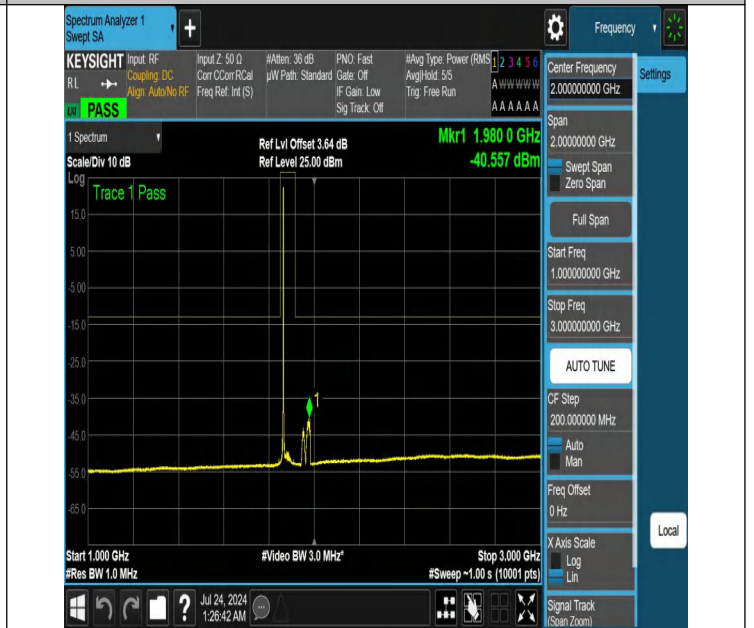 Spectrum Analyzer 1
Swept SA
Frequency
KEYSIGHT
RL
LXI
PASS
Input: RF
Coupling: DC
Align: Auto/No RF
Input Z: 50 Ω
Corr CCorr RCal
Freq Ref: Int (S)
#Atten: 36 dB
µW Path: Standard
PNO: Fast
Gate: Off
IF Gain: Low
Sig Track: Off
#Avg Type: Power (RMS
Avg|Hold: 5/5
Trig: Free Run
1 2 3 4 5 6
A W W W W W
A A A A A A
1 Spectrum
Scale/Div 10 dB
Ref Lvl Offset 3.64 dB
Ref Level 25.00 dBm
Mkr1 1.980 0 GHz
-40.557 dBm
Log
Trace 1 Pass
15.0
5.00
-5.00
-15.0
-25.0
-35.0
-45.0
-55.0
-65.0
1
Start 1.000 GHz
#Res BW 1.0 MHz
#Video BW 3.0 MHz*
Stop 3.000 GHz
#Sweep ~1.00 s (10001 pts)
Jul 24, 2024
1:26:42 AM
?
Center Frequency
2.000000000 GHz
Span
2.00000000 GHz
Swept Span
Zero Span
Full Span
Start Freq
1.000000000 GHz
Stop Freq
3.000000000 GHz
AUTO TUNE
CF Step
200.000000 MHz
Auto
Man
Freq Offset
0 Hz
X Axis Scale
Log
Lin
Signal Track
(Span Zoom)
Settings
Local